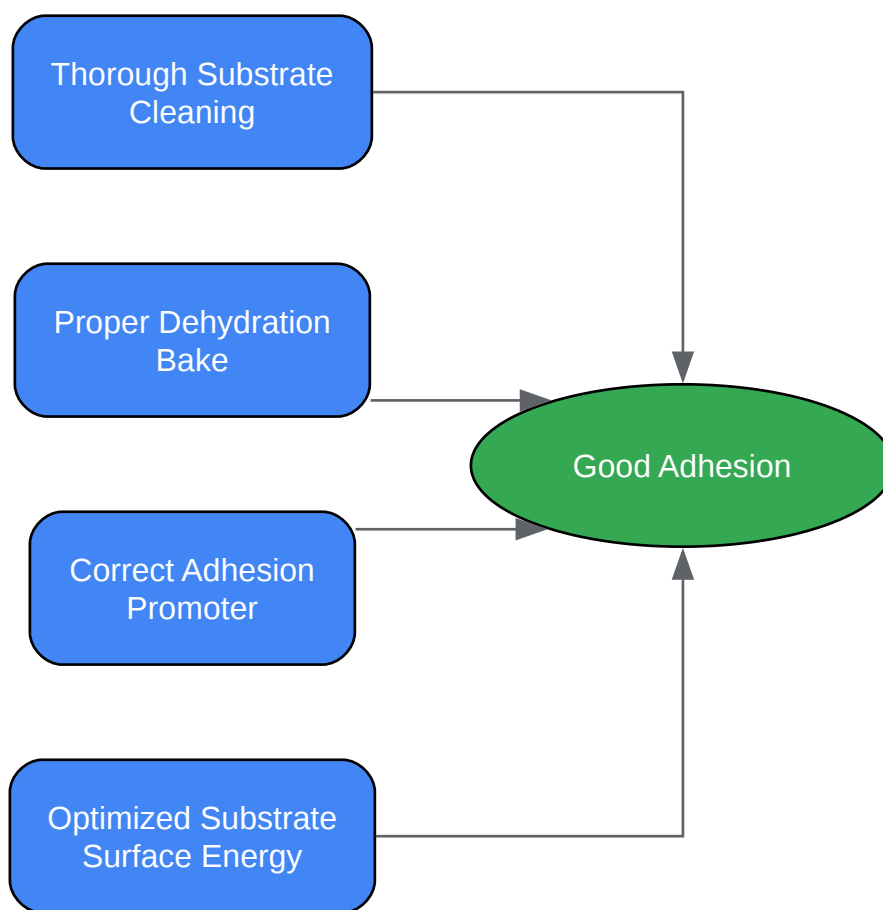 Thorough Substrate
Cleaning
Proper Dehydration
Bake
Good Adhesion
Correct Adhesion
Promoter
Optimized Substrate
Surface Energy